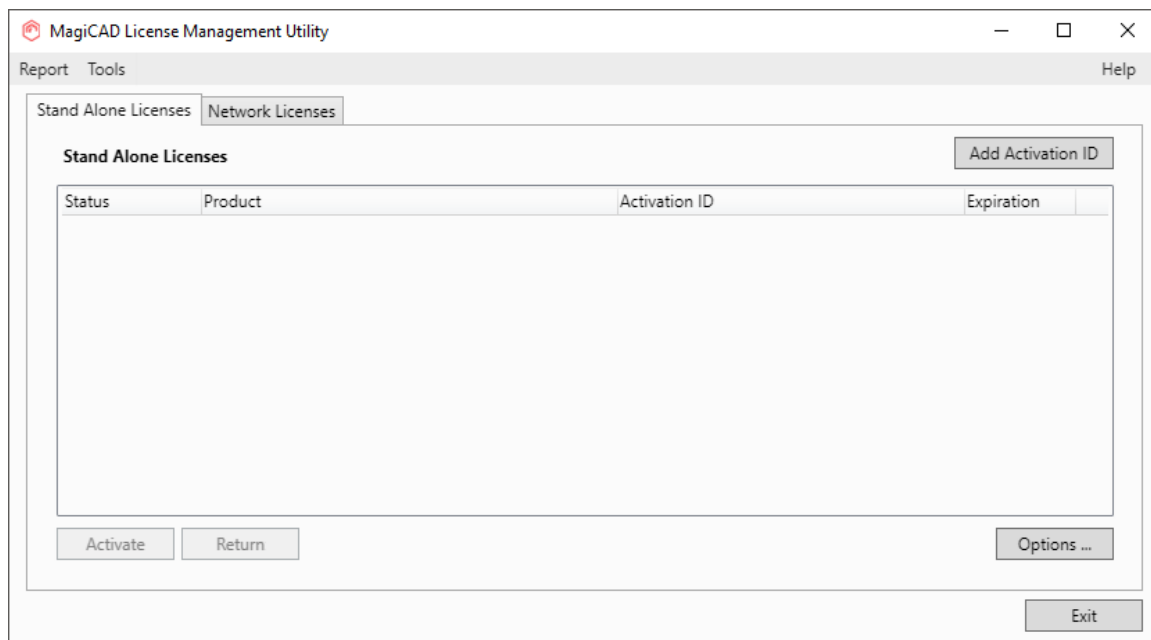 MagiCAD License Management Utility
Report Tools Help
Stand Alone Licenses Network Licenses
Stand Alone Licenses Add Activation ID
Status Product Activation ID Expiration
Activate Return Options ...
Exit